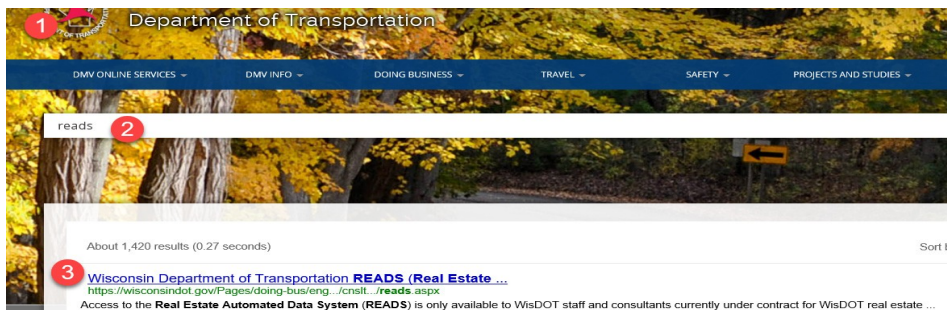 1
Department of Transportation
OF TRANS
DMV ONLINE SERVICES DMV INFO DOING BUSINESS TRAVEL SAFETY PROJECTS AND STUDIES
reads 2
About 1,420 results (0.27 seconds) Sort
3 Wisconsin Department of Transportation READS (Real Estate ...
https://wisconsindot.gov/Pages/doing-bus/eng.../cnslt.../reads.aspx
Access to the Real Estate Automated Data System (READS) is only available to WisDOT staff and consultants currently under contract for WisDOT real estate ...